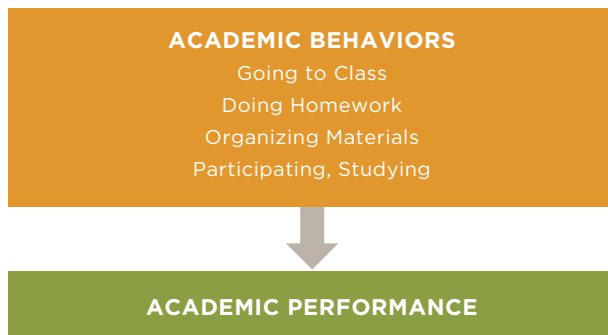 ACADEMIC BEHAVIORS
Going to Class
Doing Homework
Organizing Materials
Participating, Studying
ACADEMIC PERFORMANCE